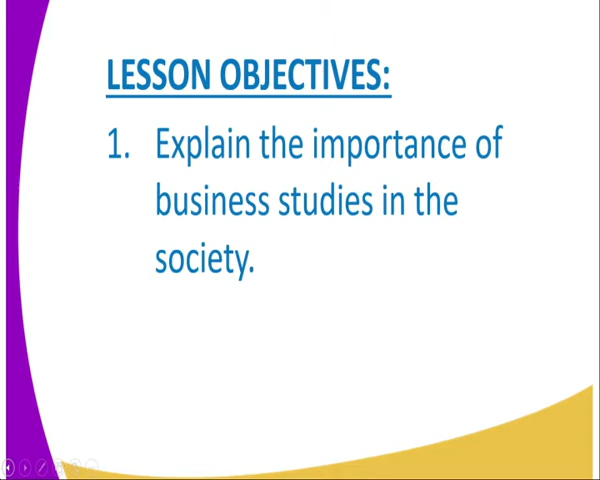 LESSON OBJECTIVES:
1. Explain the importance of
business studies in the
society.